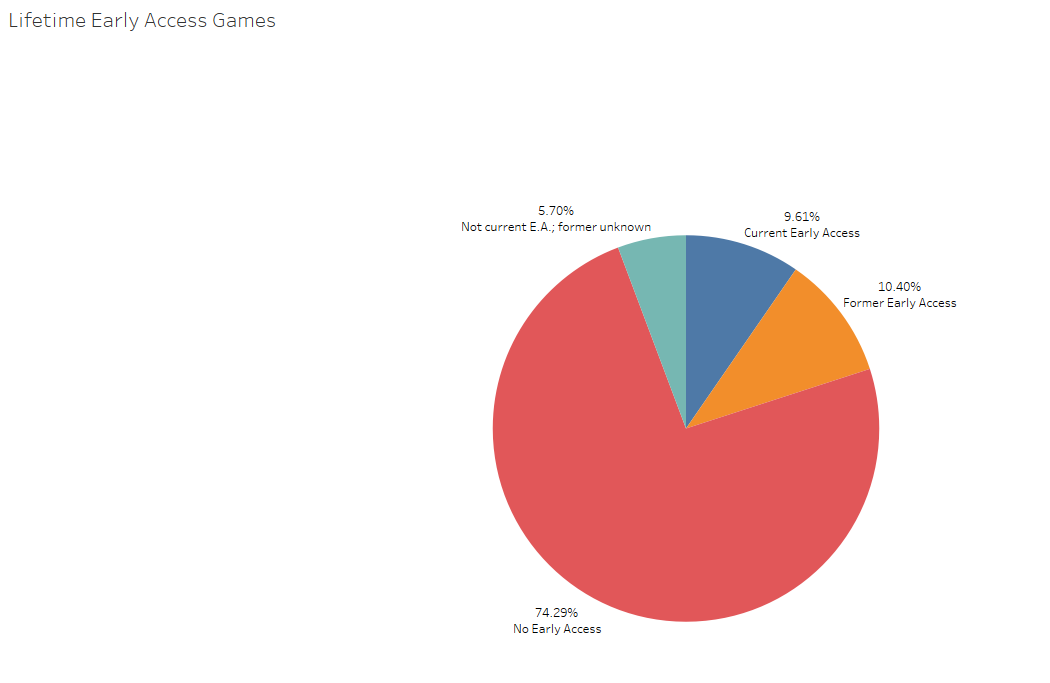 Lifetime Early Access Games
5.70%
Not current E.A.; former unknown
9.61%
Current Early Access
10.40%
Former Early Access
74.29%
No Early Access